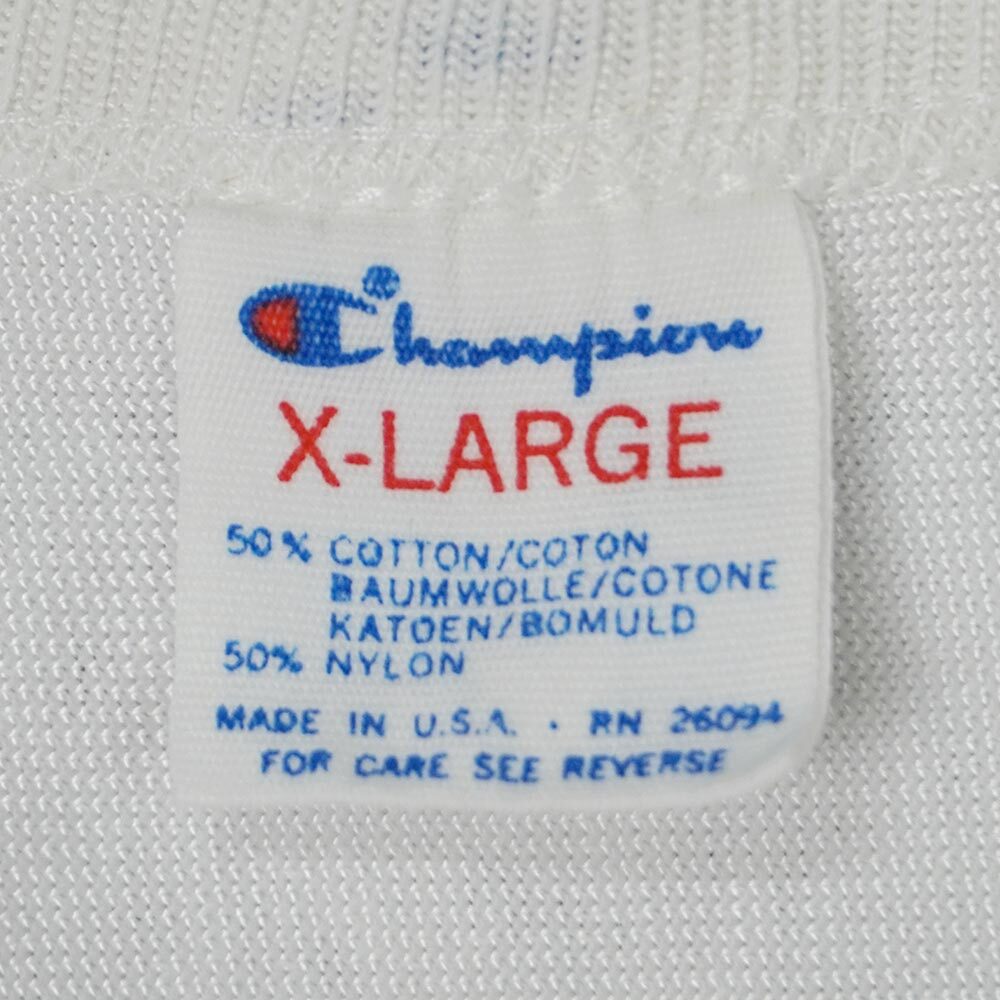 Champion®
X-LARGE
50% COTTON/COTON
BAUMWOLLE/COTONE
KATOEN/BOMULD
50% NYLON
MADE IN U.S.A. · RN 26094
FOR CARE SEE REVERSE